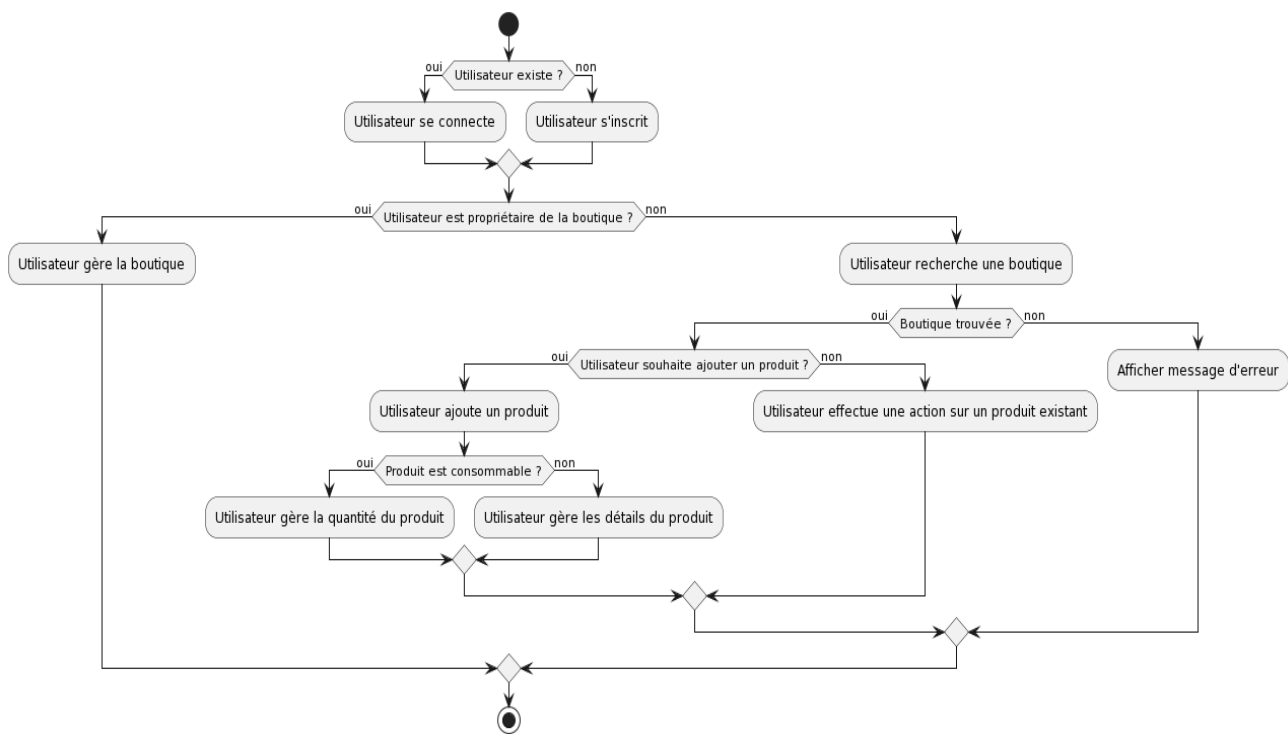 oui
Utilisateur existe ?
non
Utilisateur se connecte
Utilisateur s'inscrit
oui
Utilisateur est propriétaire de la boutique ?
non
Utilisateur gère la boutique
Utilisateur recherche une boutique
oui
Boutique trouvée ?
non
oui
Utilisateur souhaite ajouter un produit ?
non
Afficher message d'erreur
Utilisateur ajoute un produit
Utilisateur effectue une action sur un produit existant
oui
Produit est consommable ?
non
Utilisateur gère la quantité du produit
Utilisateur gère les détails du produit